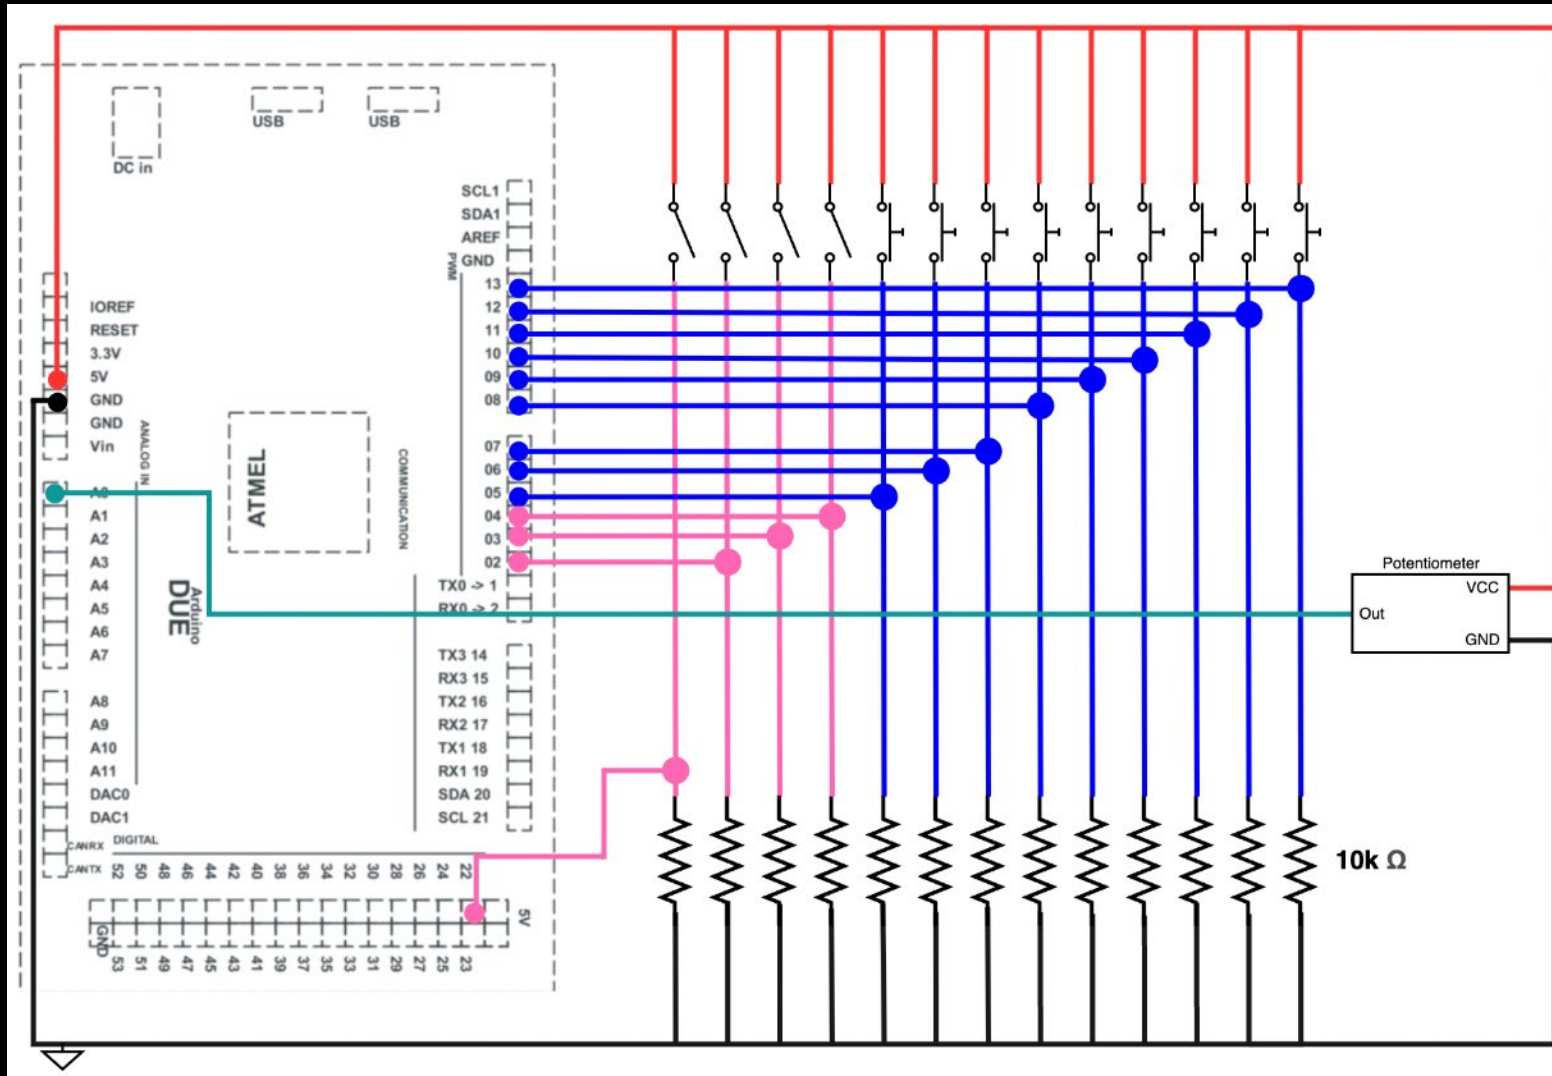 USB
USB
DC in
SCL1
SDA1
AREF
GND
PWM
13
12
11
10
09
08
07
06
05
04
03
02
TX0 -> 1
RX0 -> 2
TX3 14
RX3 15
TX2 16
RX2 17
TX1 18
RX1 19
SDA 20
SCL 21
COMMUNICATION
IOREF
RESET
3.3V
5V
GND
GND
Vin
ANALOG IN
A0
A1
A2
A3
A4
A5
A6
A7
A8
A9
A10
A11
DAC0
DAC1
CANRX
CANTX
ATMEL
Arduino
DUE
DIGITAL
52 50 48 46 44 42 40 38 36 34 32 30 28 26 24 22
5V
GND
53 51 49 47 45 43 41 39 37 35 33 31 29 27 25 23
Potentiometer
VCC
Out
GND
10k Ω